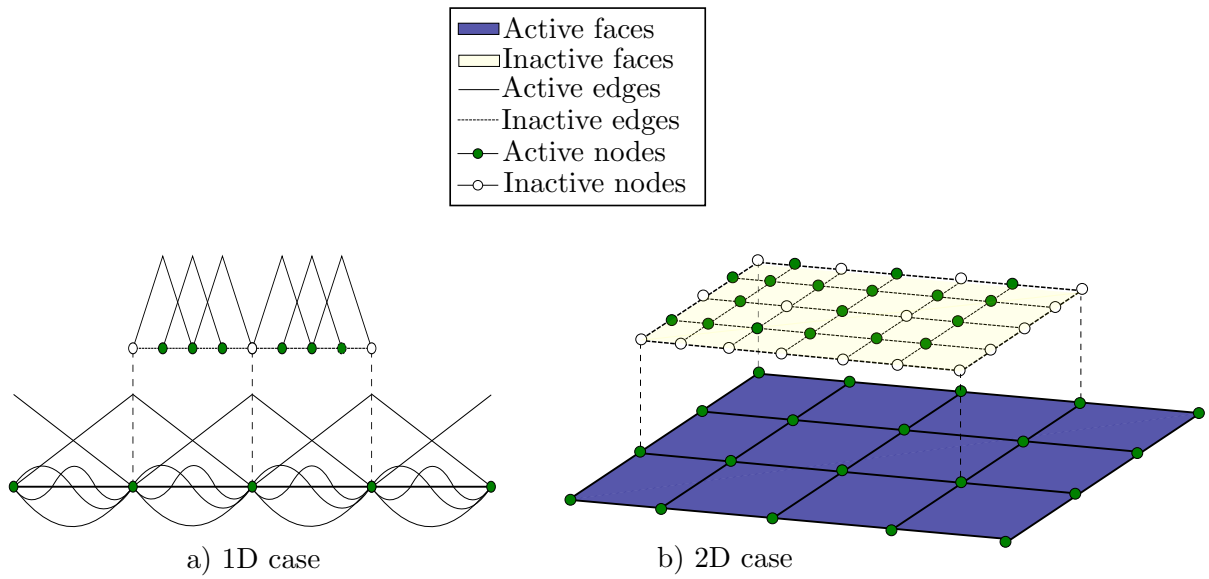 Active faces
Inactive faces
Active edges
Inactive edges
Active nodes
Inactive nodes
a) 1D case
b) 2D case